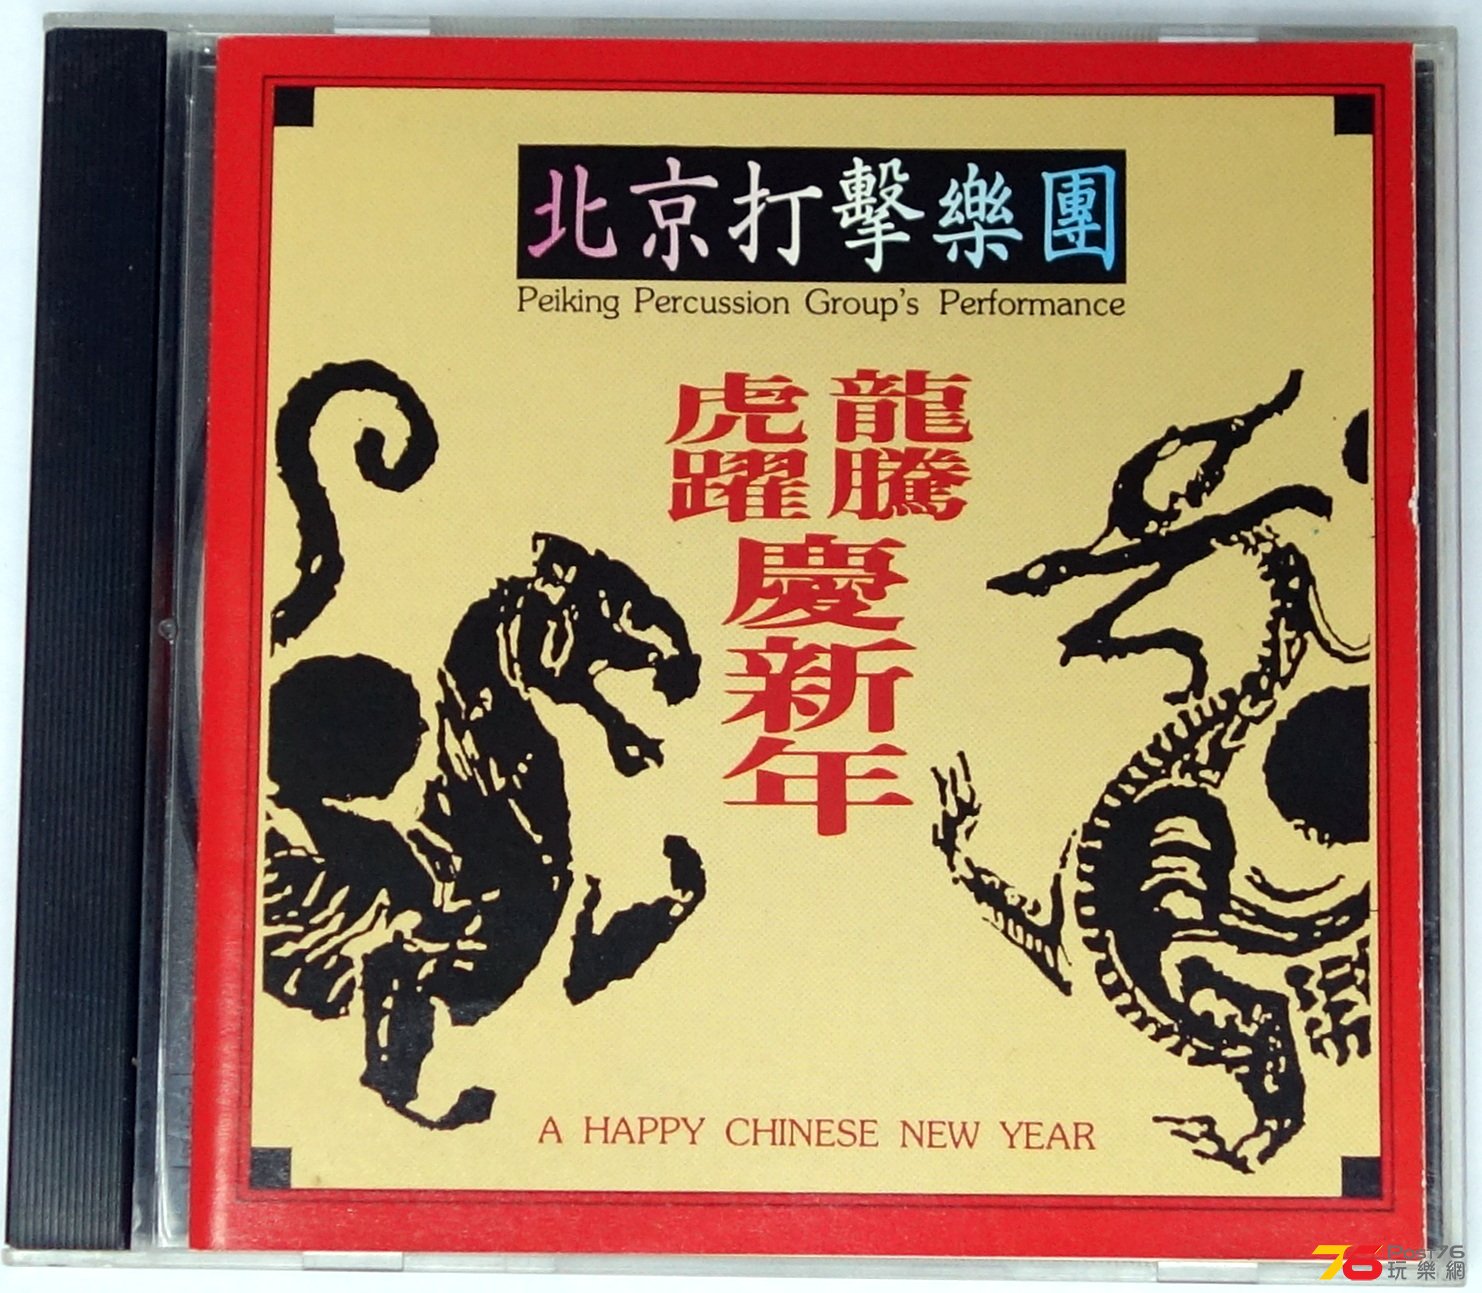 北京打擊樂團
Peiking Percussion Group's Performance
龍騰
虎躍
慶新年
A HAPPY CHINESE NEW YEAR
76 Post76
玩樂網